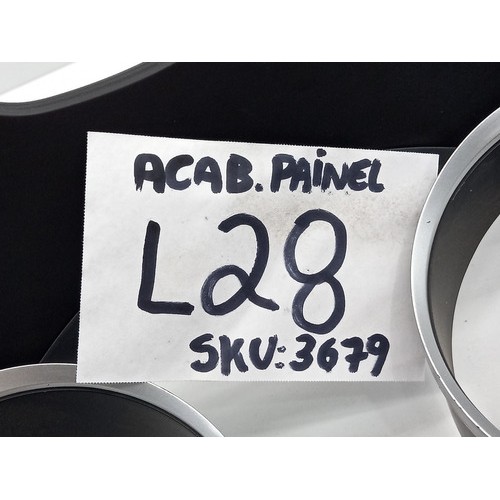 ACAB. PAINEL
L28
SKU: 3679